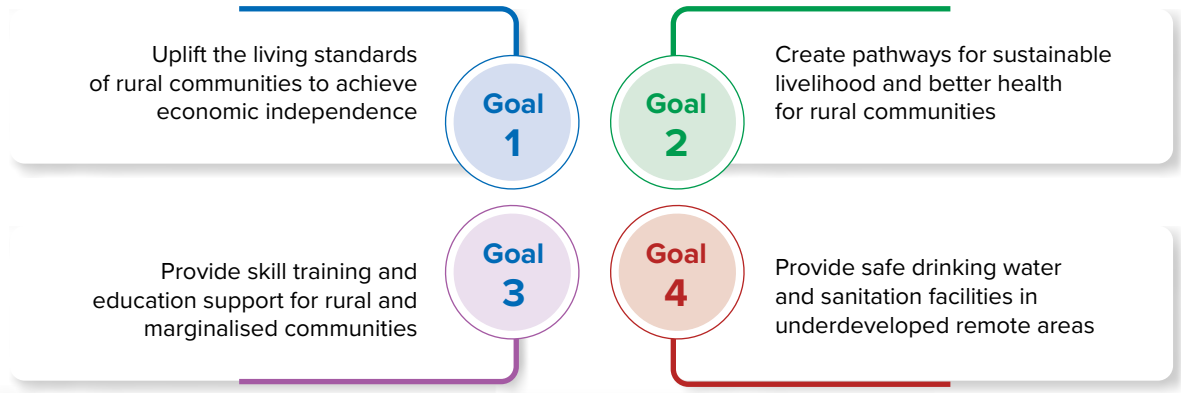 Uplift the living standards
of rural communities to achieve
economic independence
Goal
1
Goal
2
Create pathways for sustainable
livelihood and better health
for rural communities
Provide skill training and
education support for rural and
marginalised communities
Goal
3
Goal
4
Provide safe drinking water
and sanitation facilities in
underdeveloped remote areas